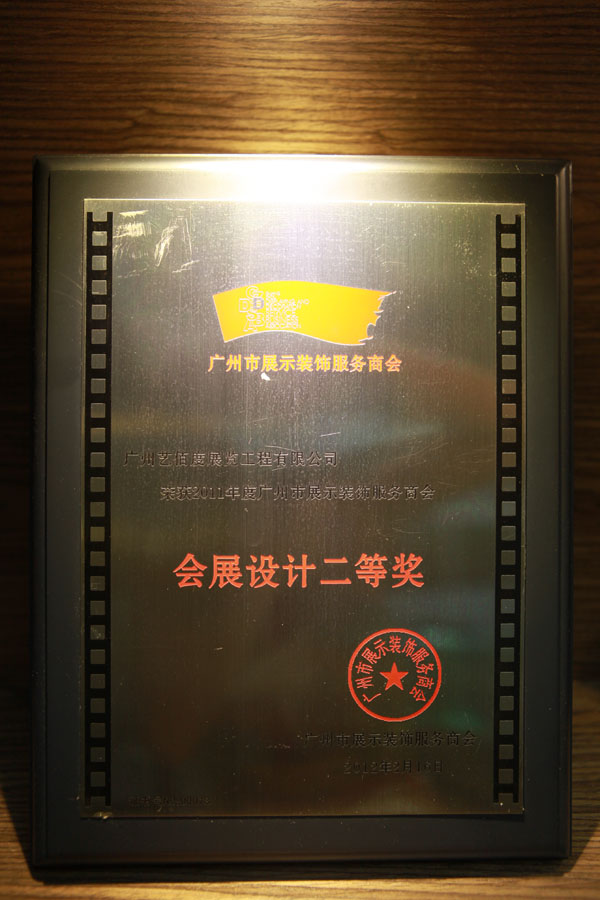 广州市展示装饰服务商会
广州艺佰度展览工程有限公司
荣获2011年度广州市展示装饰服务商会
会展设计二等奖
广州市展示装饰服务商会
广州市展示装饰服务商会